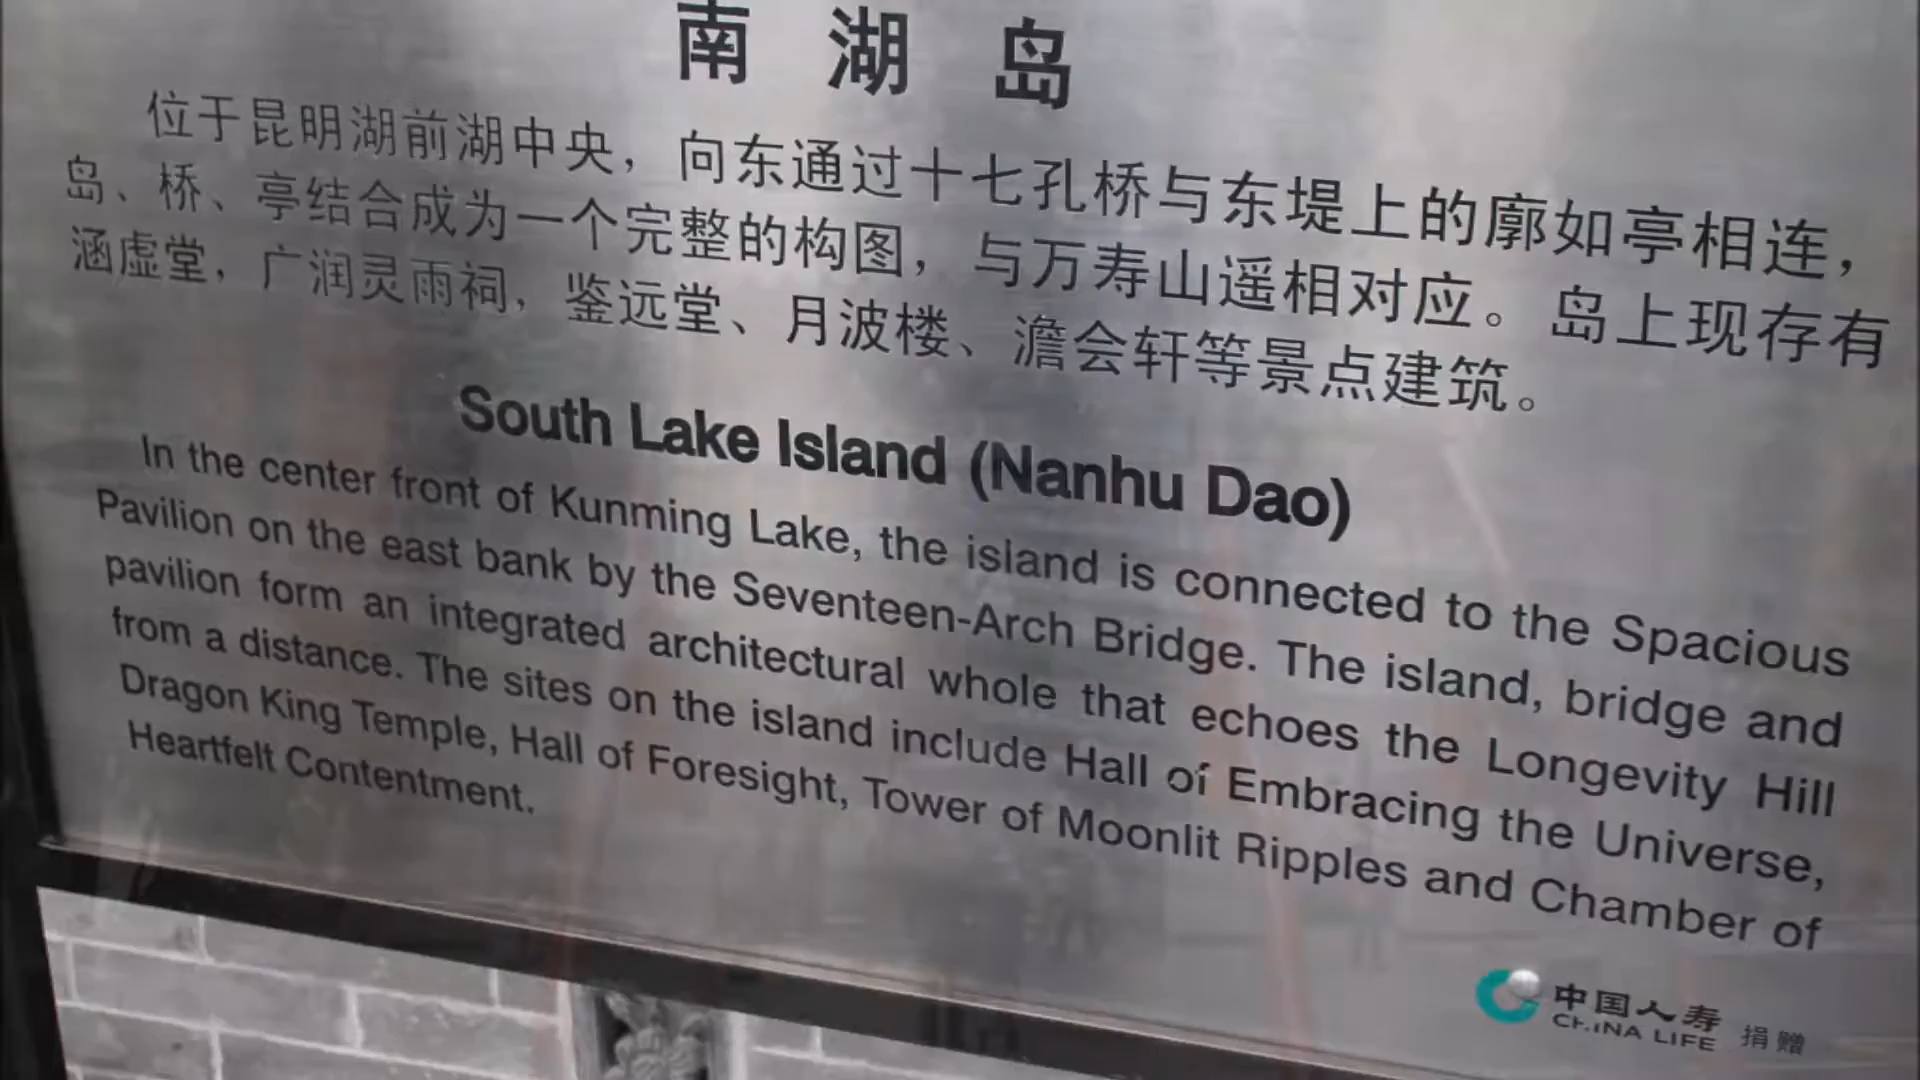 南湖岛
位于昆明湖前湖中央，向东通过十七孔桥与东堤上的廓如亭相连，
岛、桥、亭结合成为一个完整的构图，与万寿山遥相对应。岛上现存有
涵虚堂，广润灵雨祠，鉴远堂、月波楼、澹会轩等景点建筑。
South Lake Island (Nanhu Dao)
In the center front of Kunming Lake, the island is connected to the Spacious
Pavilion on the east bank by the Seventeen-Arch Bridge. The island, bridge and
pavilion form an integrated architectural whole that echoes the Longevity Hill
from a distance. The sites on the island include Hall of Embracing the Universe,
Dragon King Temple, Hall of Foresight, Tower of Moonlit Ripples and Chamber of
Heartfelt Contentment.
中国人寿
CHINA LIFE
捐赠